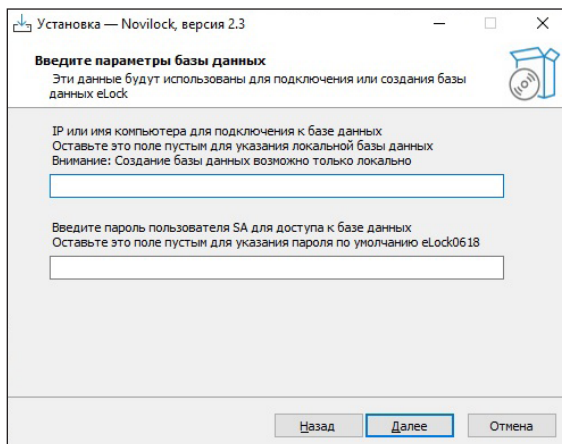 Установка — Novilock, версия 2.3
Введите параметры базы данных
Эти данные будут использованы для подключения или создания базы
данных eLock
IP или имя компьютера для подключения к базе данных
Оставьте это поле пустым для указания локальной базы данных
Внимание: Создание базы данных возможно только локально
Введите пароль пользователя SA для доступа к базе данных
Оставьте это поле пустым для указания пароля по умолчанию eLock0618
Назад
Далее
Отмена